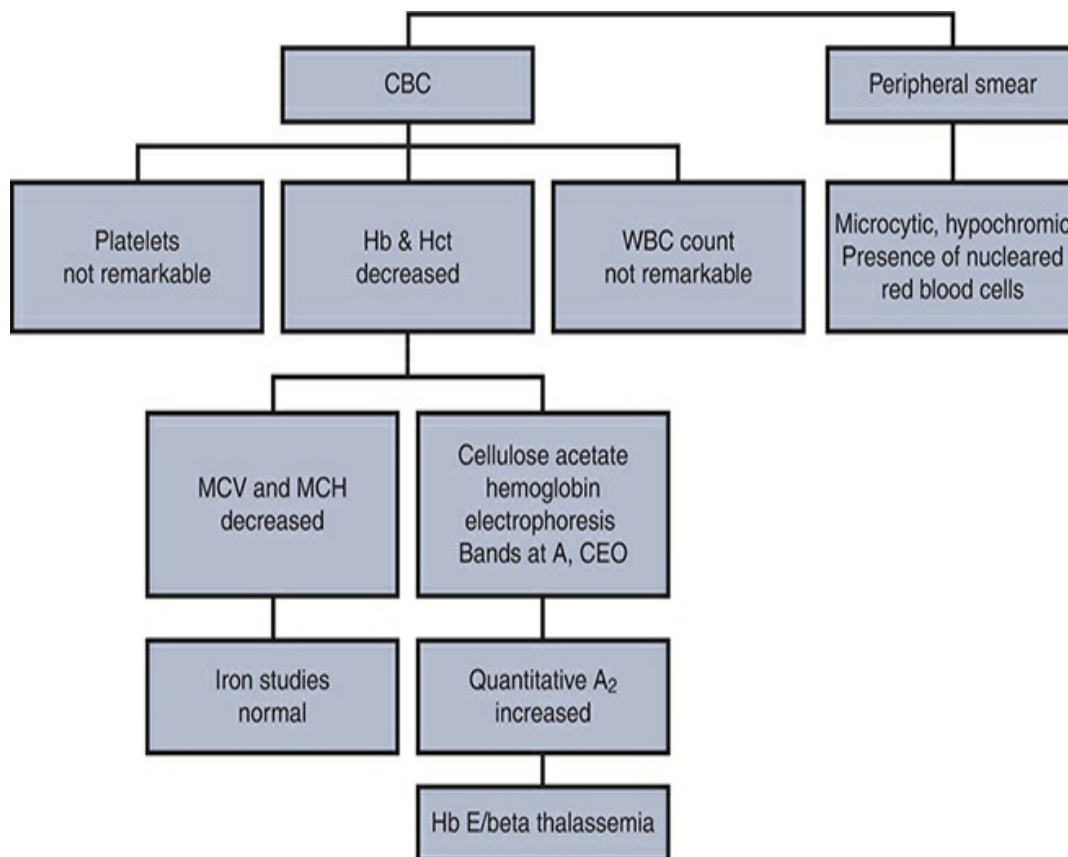 CBC
Peripheral smear
Platelets
not remarkable
Hb & Hct
decreased
WBC count
not remarkable
Microcytic, hypochromic
Presence of nucleared
red blood cells
MCV and MCH
decreased
Cellulose acetate
hemoglobin
electrophoresis
Bands at A, CEO
Iron studies
normal
Quantitative A₂
increased
Hb E/beta thalassemia